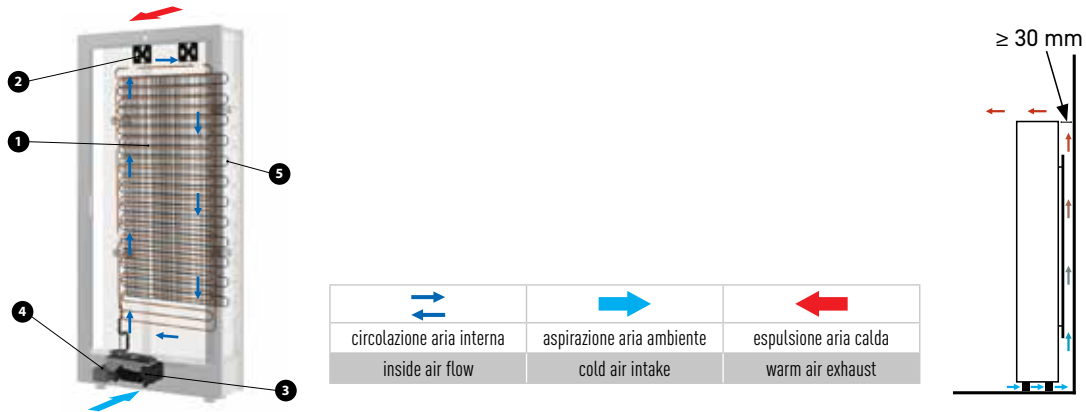 2
1
5
4
3
≥ 30 mm
circolazione aria interna
aspirazione aria ambiente
espulsione aria calda
inside air flow
cold air intake
warm air exhaust